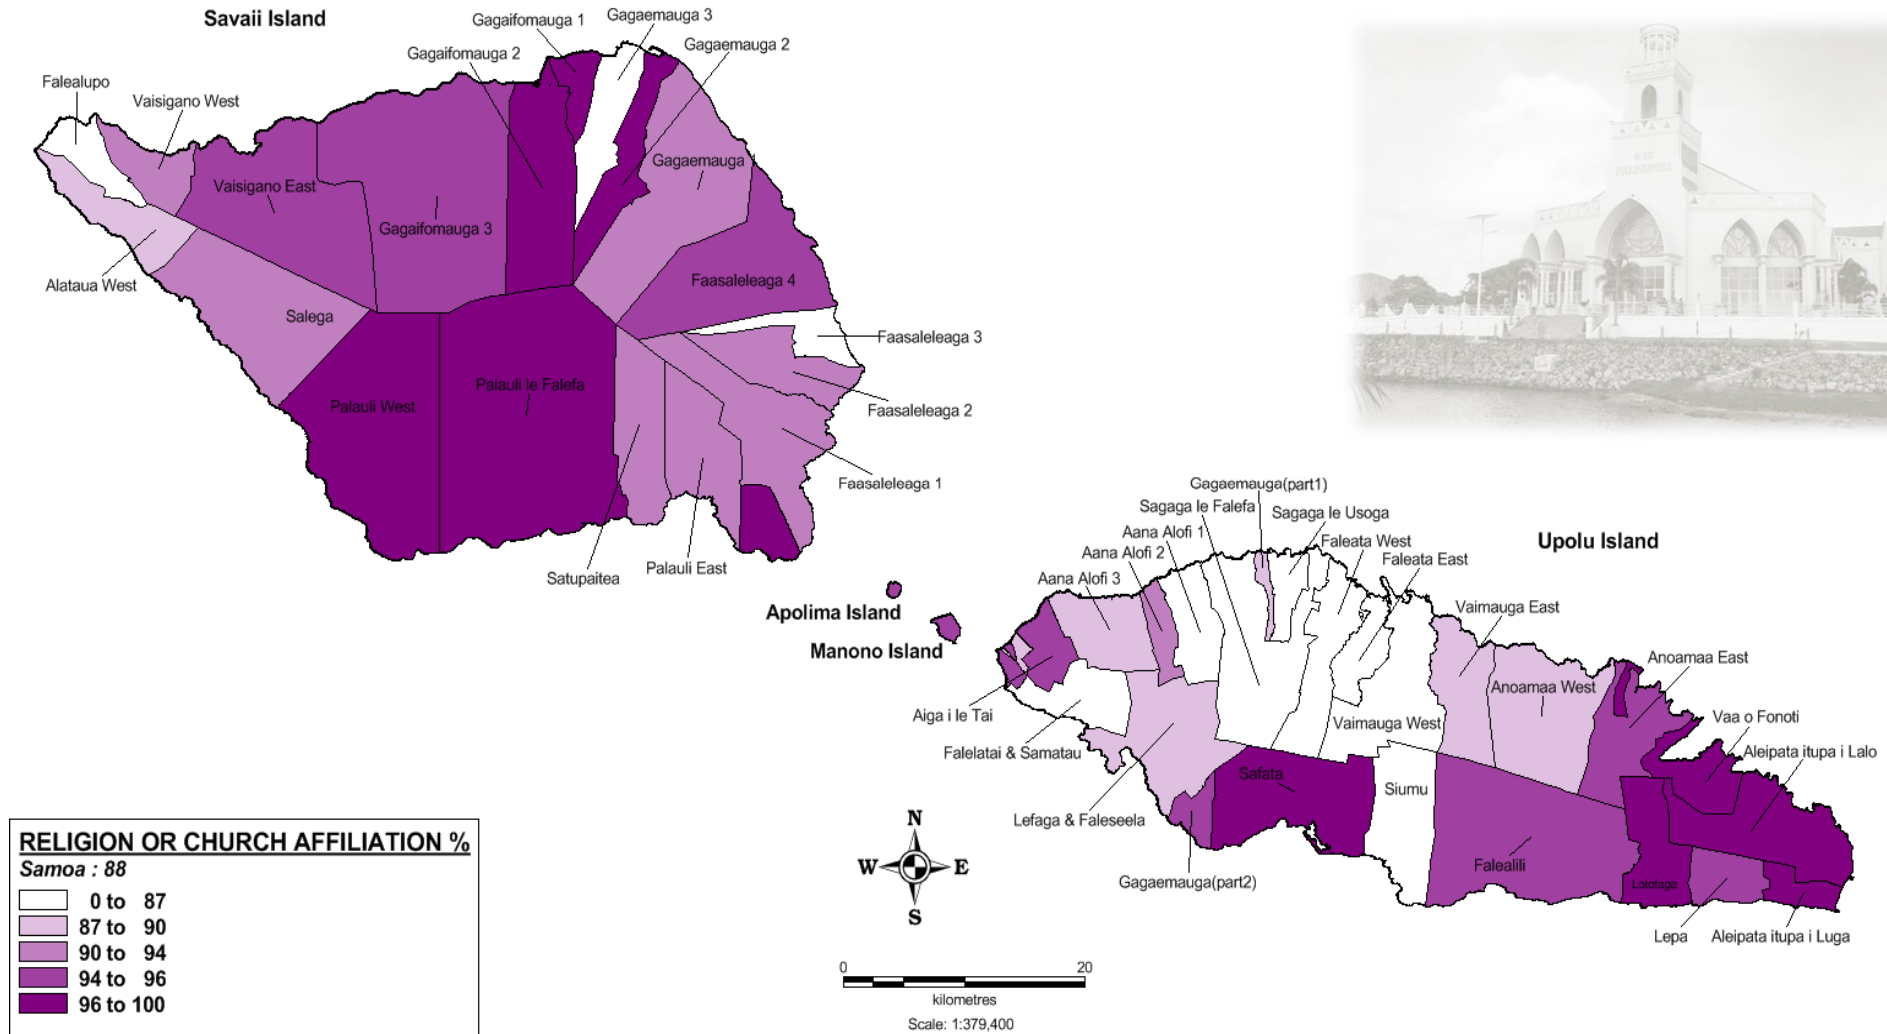 Savaii Island
Gagaifomauga 1
Gagaemauga 3
Gagaifomauga 2
Gagaemauga 2
Falealupo
Vaisigano West
Gagaemauga
Vaisigano East
Gagaifomauga 3
Alataua West
Faasaleleaga 4
Salega
Faasaleleaga 3
Palauli le Falefa
Palauli West
Faasaleleaga 2
Faasaleleaga 1
Satupaitea
Palauli East
Apolima Island
Manono Island
Upolu Island
Gagaemauga(part1)
Sagaga le Falefa
Sagaga le Usoga
Aana Alofi 1
Faleata West
Aana Alofi 2
Faleata East
Aana Alofi 3
Vaimauga East
Anoamaa East
Anoamaa West
Aiga i le Tai
Vaa o Fonoti
Falelatai & Samatau
Vaimauga West
Aleipata itupa i Lalo
Safata
Siumu
Lefaga & Faleseela
Falealili
Gagaemauga(part2)
Lotofaga
Lepa
Aleipata itupa i Luga
RELIGION OR CHURCH AFFILIATION %
Samoa : 88
0 to 87
87 to 90
90 to 94
94 to 96
96 to 100
N
W E
S
0 20
kilometres
Scale: 1:379,400